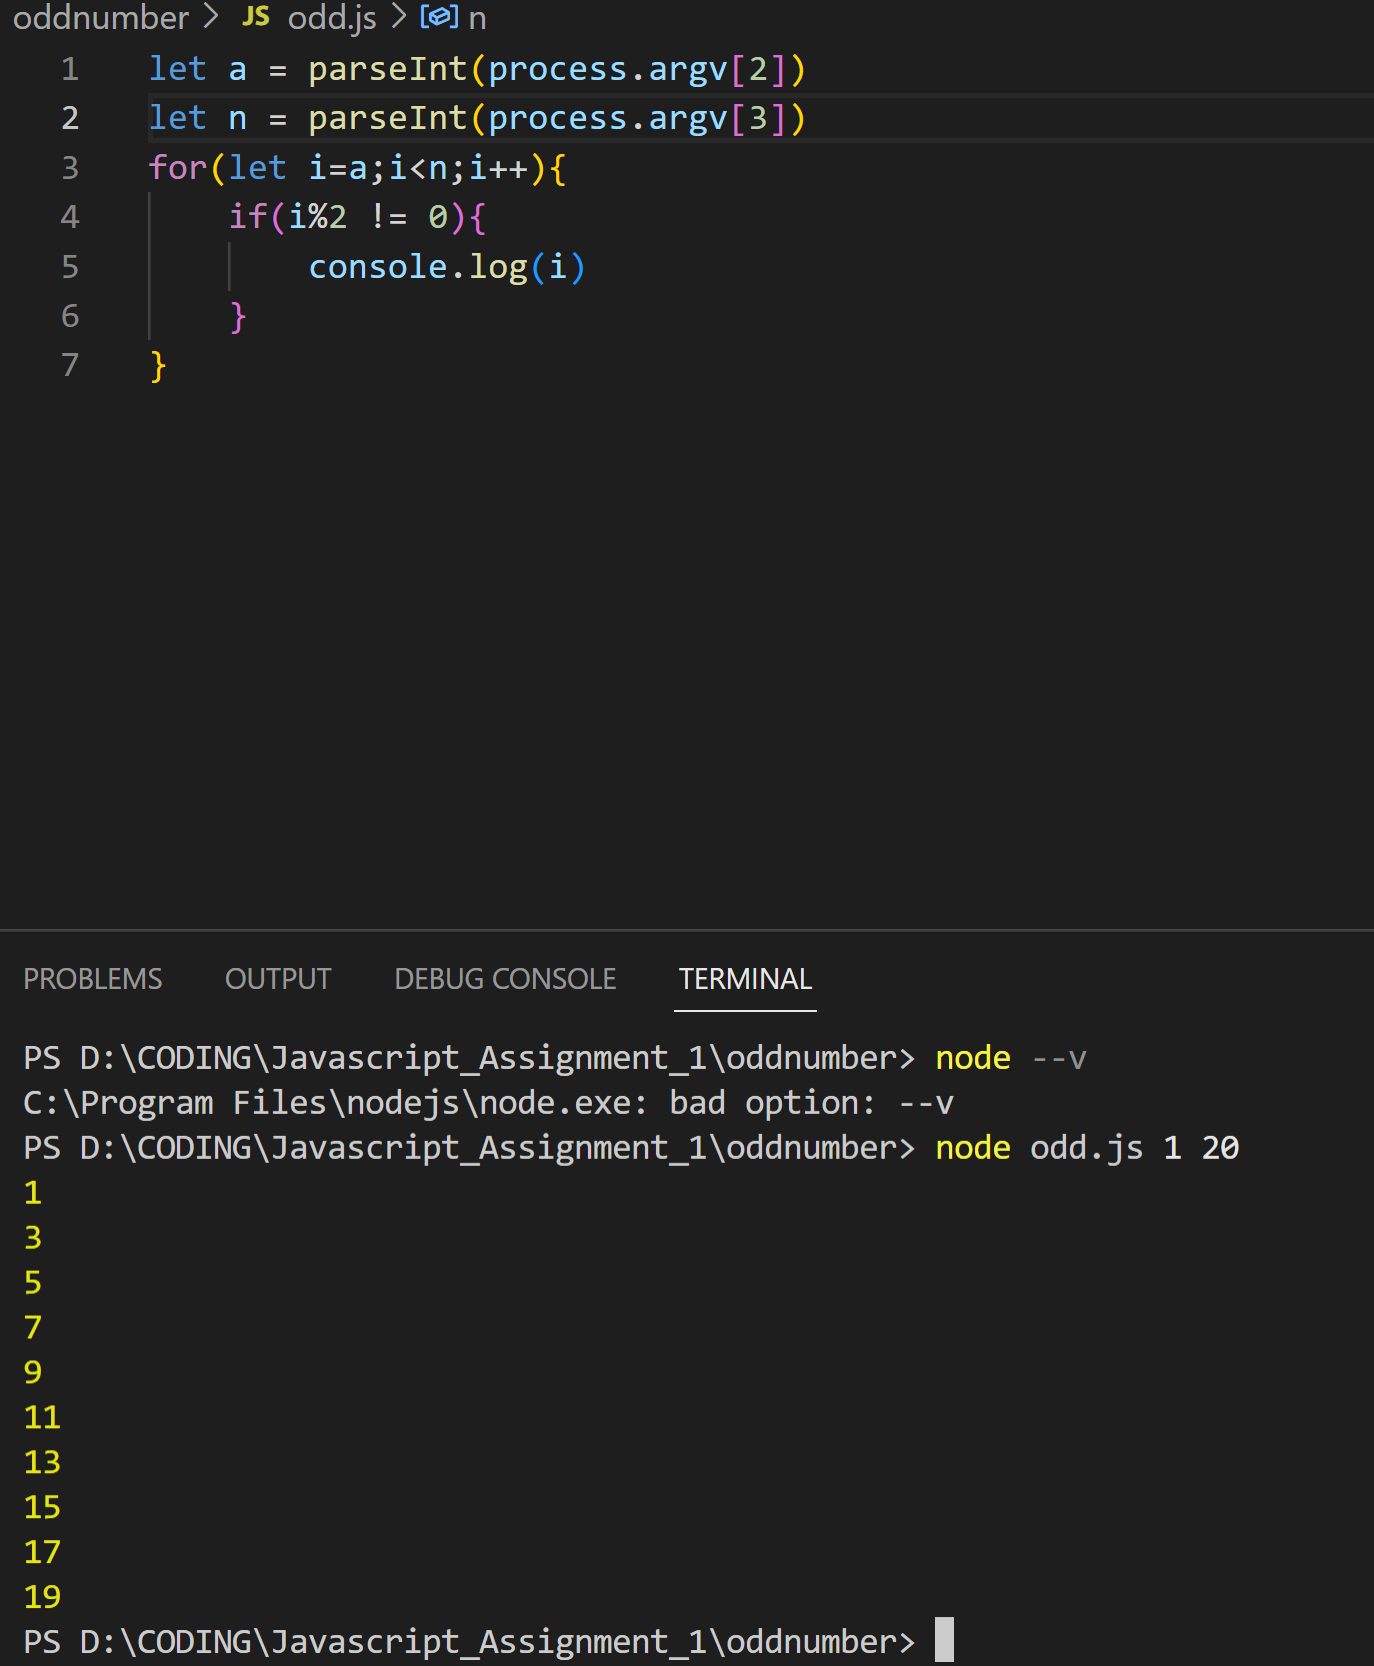 oddnumber > JS odd.js > n
1 let a = parseInt(process.argv[2])
2 let n = parseInt(process.argv[3])
3 for(let i=a;i<n;i++){
4     if(i%2 != 0){
5         console.log(i)
6     }
7 }
PROBLEMS OUTPUT DEBUG CONSOLE TERMINAL
PS D:\CODING\Javascript_Assignment_1\oddnumber> node --v
C:\Program Files\nodejs\node.exe: bad option: --v
PS D:\CODING\Javascript_Assignment_1\oddnumber> node odd.js 1 20
1
3
5
7
9
11
13
15
17
19
PS D:\CODING\Javascript_Assignment_1\oddnumber>